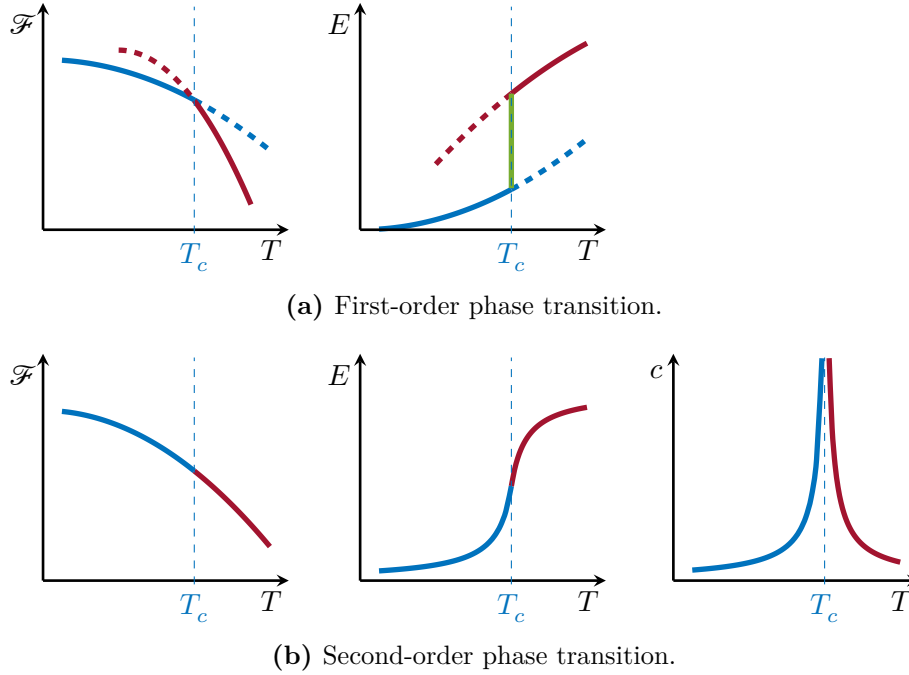 ℱ E
T_c T T_c T
(a) First-order phase transition.
ℱ E c
T_c T T_c T T_c T
(b) Second-order phase transition.